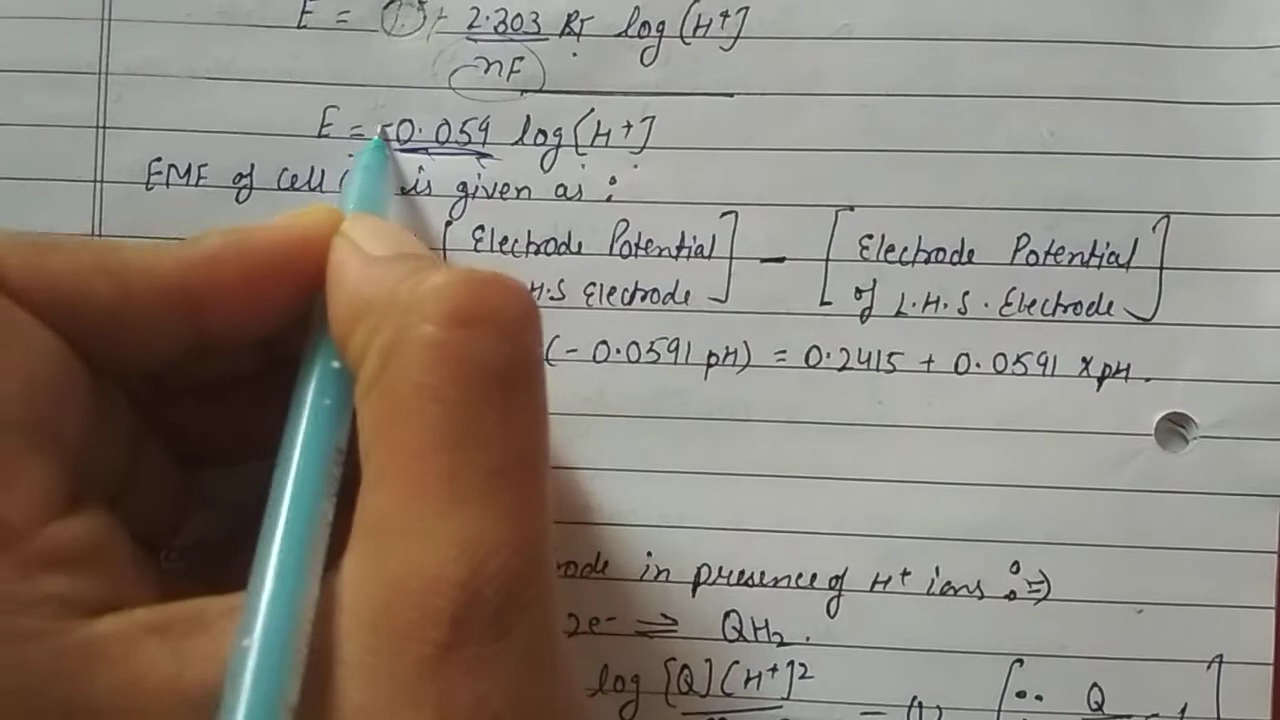 E = 2.303 RT log [H+]
nF
E = 0.059 log [H+]
EMF of cell is given as :
[Electrode Potential] - [Electrode Potential
H.S Electrode] of L.H.S. Electrode]
(- 0.0591 pH) = 0.2415 + 0.0591 x pH.
in presence of H+ ions :=>
2e- ⇌ QH2.
log [Q][H+]2
= (1) [∵ Q